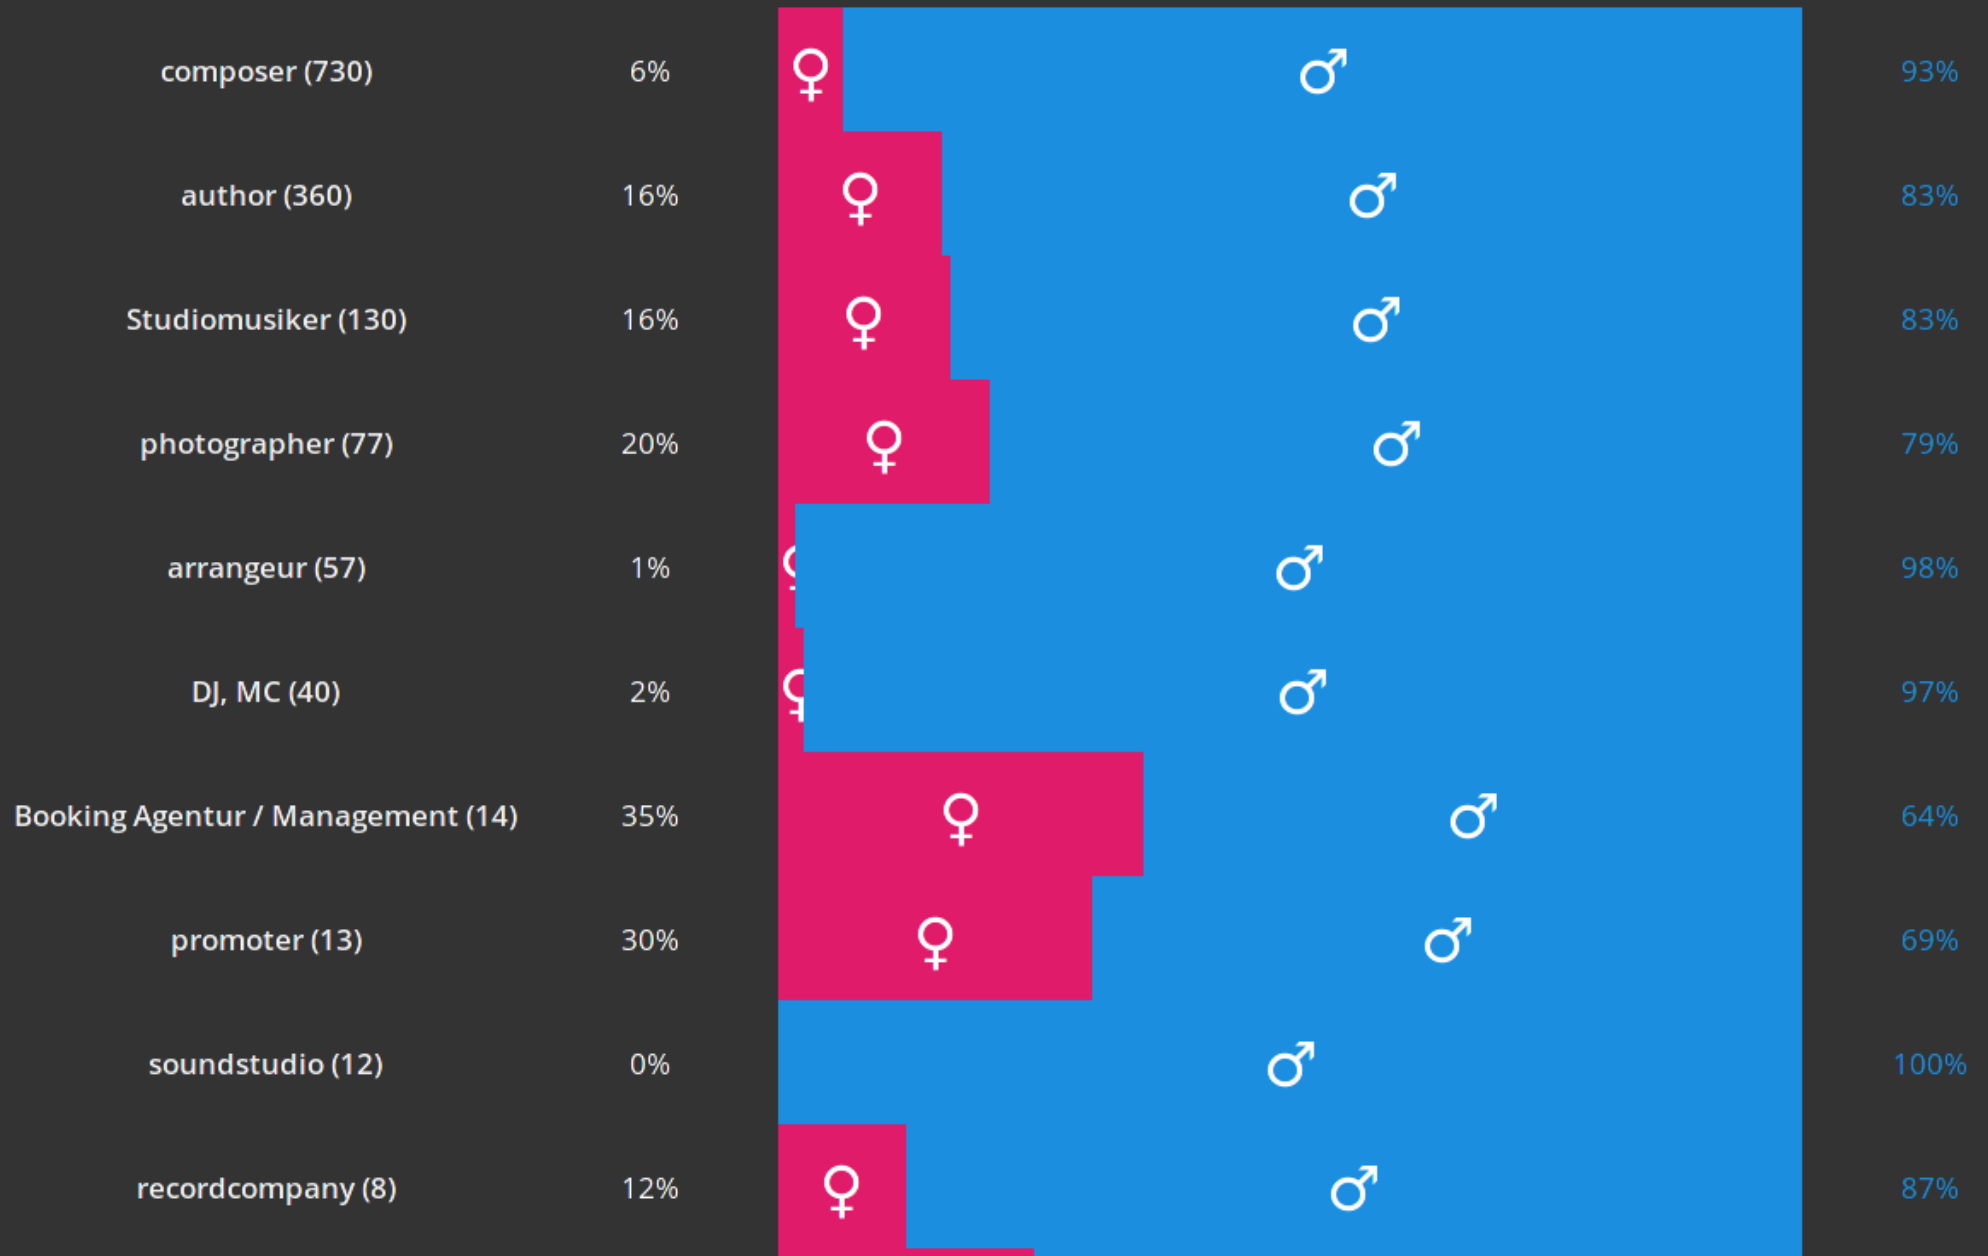 composer (730) 6% ♀ ♂ 93%
author (360) 16% ♀ ♂ 83%
Studiomusiker (130) 16% ♀ ♂ 83%
photographer (77) 20% ♀ ♂ 79%
arrangeur (57) 1% ♀ ♂ 98%
DJ, MC (40) 2% ♀ ♂ 97%
Booking Agentur / Management (14) 35% ♀ ♂ 64%
promoter (13) 30% ♀ ♂ 69%
soundstudio (12) 0% ♂ 100%
recordcompany (8) 12% ♀ ♂ 87%